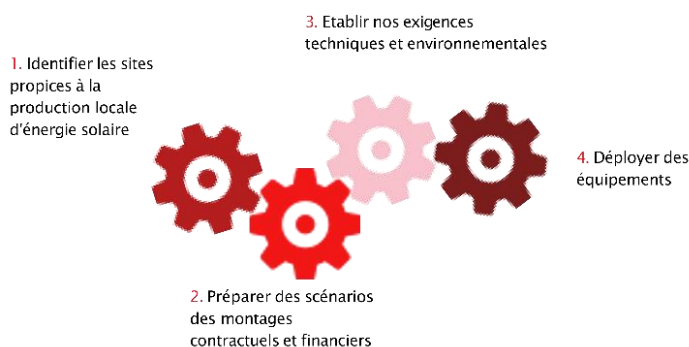 1. Identifier les sites
propices à la
production locale
d'énergie solaire
2. Préparer des scénarios
des montages
contractuels et financiers
3. Etablir nos exigences
techniques et environnementales
4. Déployer des
équipements